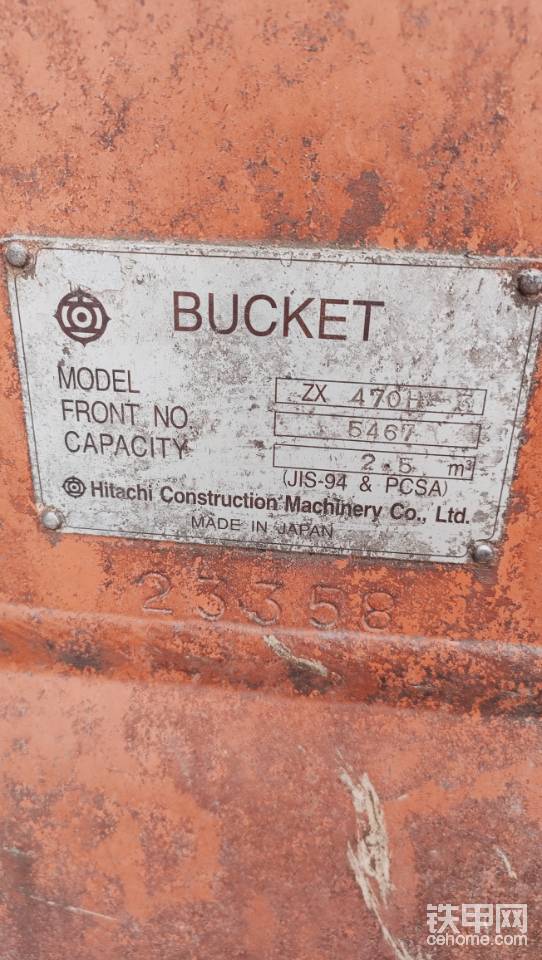 BUCKET
MODEL ZX 470H-3
FRONT NO. 5467
CAPACITY 2.5 m³
(JIS-94 & PCSA)
Hitachi Construction Machinery Co., Ltd.
MADE IN JAPAN
23358
铁甲网
cehome.com